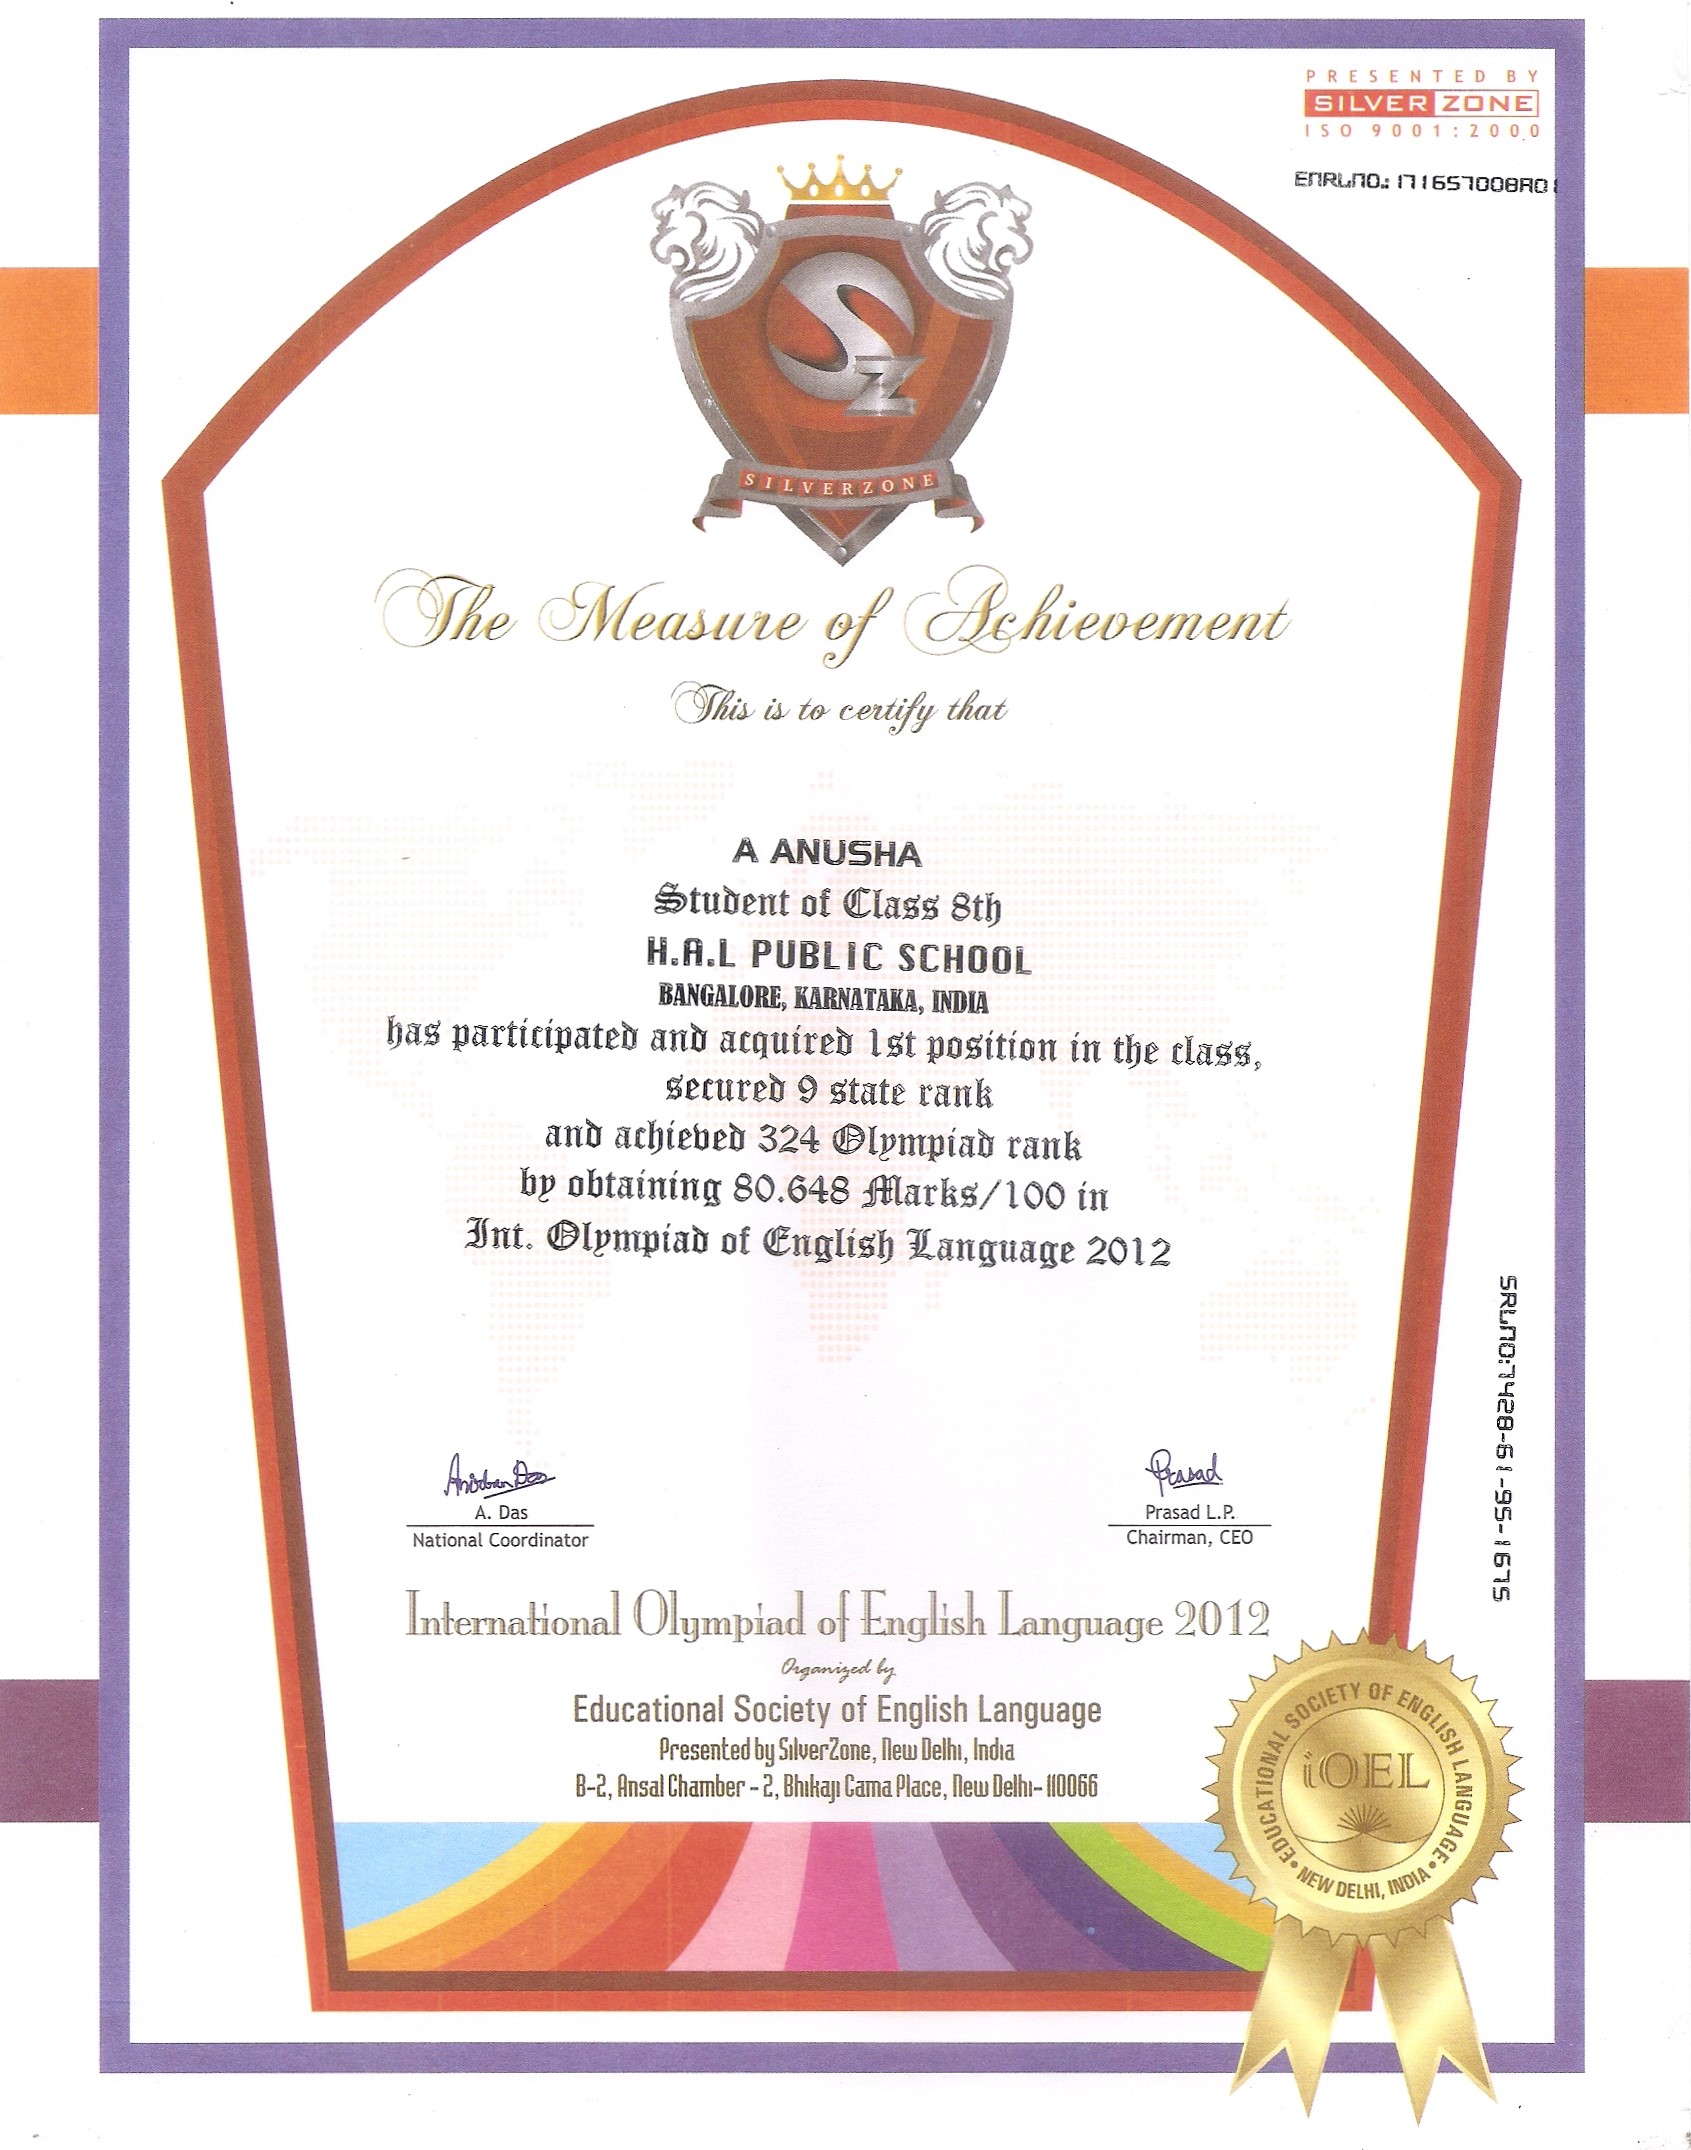 PRESENTED BY
SILVER ZONE
ISO 9001:2000
ENRL.NO.: 171657008A01
SZ
SILVERZONE
The Measure of Achievement
This is to certify that
A ANUSHA
Student of Class 8th
H.A.L PUBLIC SCHOOL
BANGALORE, KARNATAKA, INDIA
has participated and acquired 1st position in the class,
secured 9 state rank
and achieved 324 Olympiad rank
by obtaining 80.648 Marks/100 in
Int. Olympiad of English Language 2012
SRL.NO:7428-61-95-1675
Anirban Das
A. Das
National Coordinator
Prasad
Prasad L.P.
Chairman, CEO
International Olympiad of English Language 2012
Organized by
Educational Society of English Language
Presented by SilverZone, New Delhi, India
B-2, Ansal Chamber - 2, Bhikaji Cama Place, New Delhi- 110066
EDUCATIONAL SOCIETY OF ENGLISH LANGUAGE
iOEL
NEW DELHI, INDIA